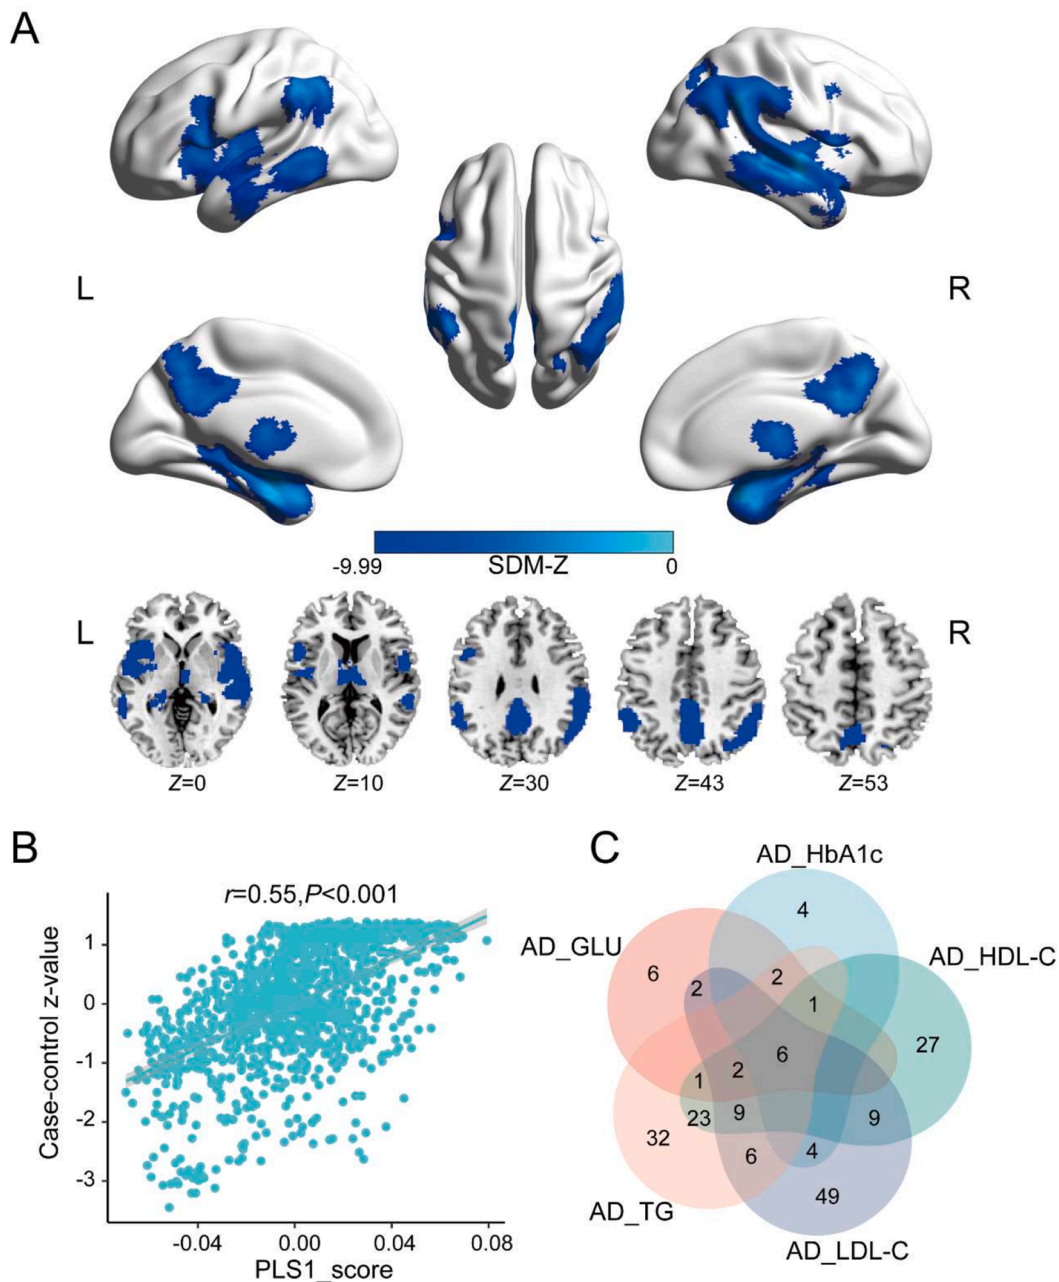 A
L
R
-9.99
SDM-Z
0
L
R
Z=0
Z=10
Z=30
Z=43
Z=53
B
r=0.55,P<0.001
Case-control z-value
1
0
-1
-2
-3
-0.04
0.00
0.04
0.08
PLS1_score
C
AD_HbA1c
AD_GLU
AD_HDL-C
4
6
2
2
1
27
6
1
2
23
9
9
32
6
4
49
AD_TG
AD_LDL-C